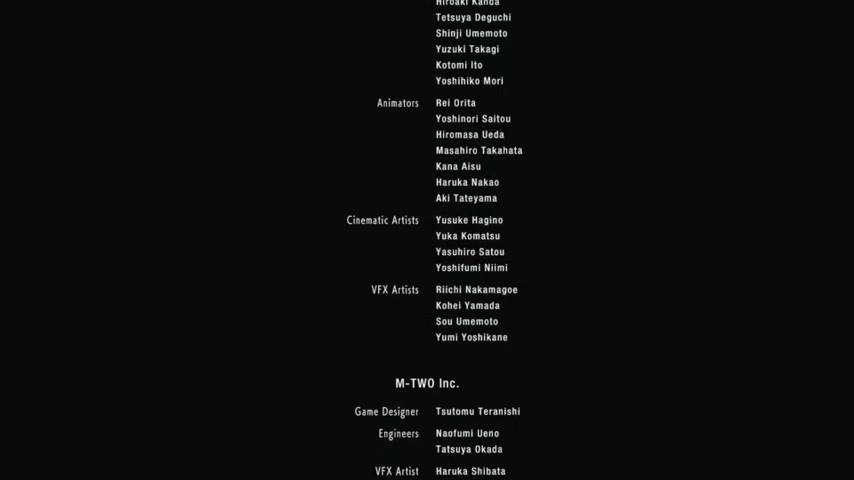 Hiroaki Kanda
Tetsuya Deguchi
Shinji Umemoto
Yuzuki Takagi
Kotomi Ito
Yoshihiko Mori
Animators Rei Orita
Yoshinori Saitou
Hiromasa Ueda
Masahiro Takahata
Kana Aisu
Haruka Nakao
Aki Tateyama
Cinematic Artists Yusuke Hagino
Yuka Komatsu
Yasuhiro Satou
Yoshifumi Niimi
VFX Artists Riichi Nakamagoe
Kohei Yamada
Sou Umemoto
Yumi Yoshikane
M-TWO Inc.
Game Designer Tsutomu Teranishi
Engineers Naofumi Ueno
Tatsuya Okada
VFX Artist Haruka Shibata